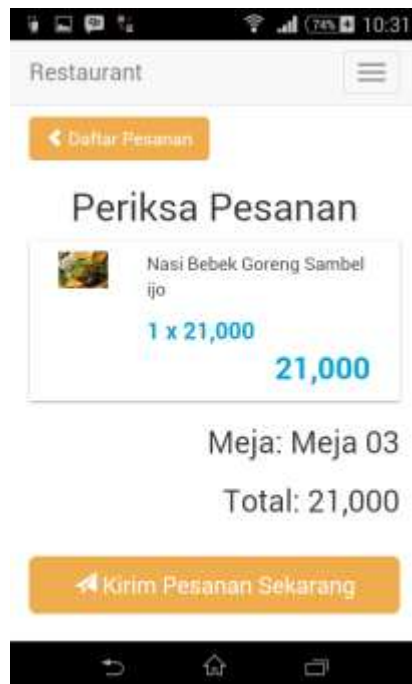 74% 10:31
Restaurant
Daftar Pesanan
Periksa Pesanan
Nasi Bebek Goreng Sambel
ijo
1 x 21,000
21,000
Meja: Meja 03
Total: 21,000
Kirim Pesanan Sekarang